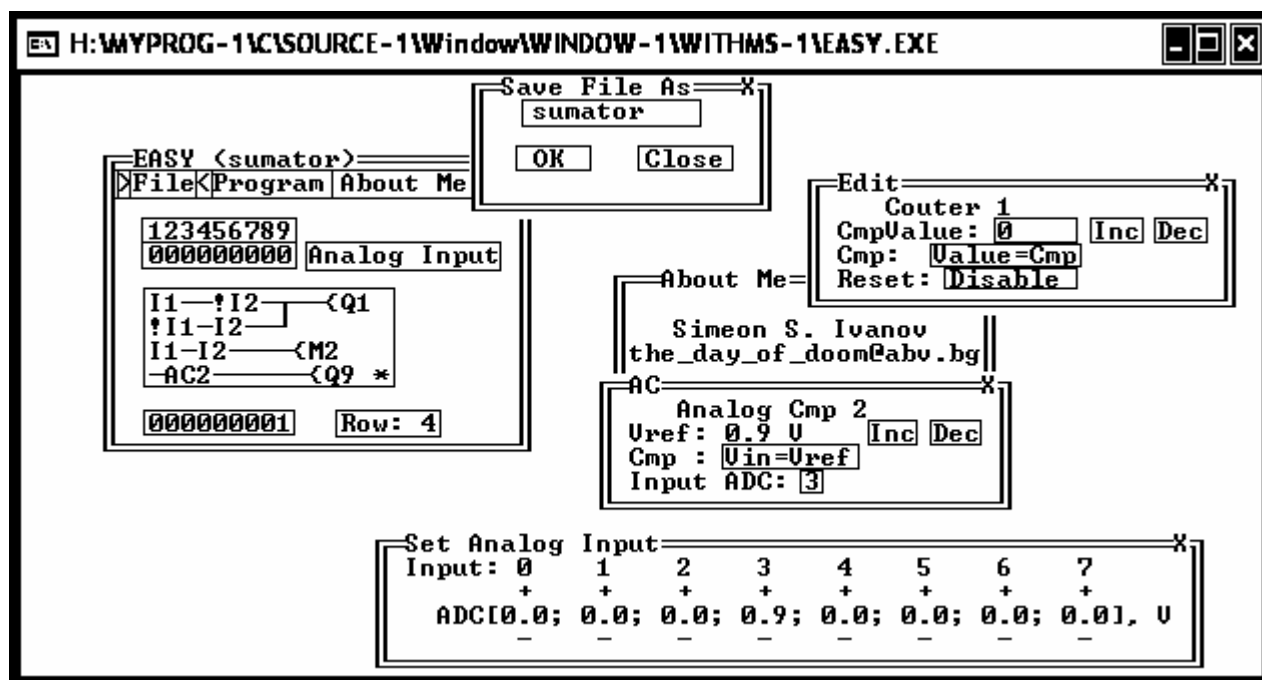 H:\MYPROG-1\C\SOURCE-1\Window\WINDOW-1\WITHMS-1\EASY.EXE
Save File As X
sumator
OK Close
EASY (sumator)
>File< Program About Me
123456789
000000000 Analog Input
I1—!I2——{Q1
!I1-I2
I1-I2——{M2
-AC2——{Q9 *
000000001 Row: 4
Edit X
Couter 1
CmpValue: 0 Inc Dec
Cmp: Value=Cmp
Reset: Disable
About Me
Simeon S. Ivanov
the_day_of_doom@abv.bg
AC X
Analog Cmp 2
Vref: 0.9 V Inc Dec
Cmp : Vin=Vref
Input ADC: 3
Set Analog Input X
Input: 0 1 2 3 4 5 6 7
+ + + + + + + +
ADC[0.0; 0.0; 0.0; 0.9; 0.0; 0.0; 0.0; 0.0], V
- - - - - - - -